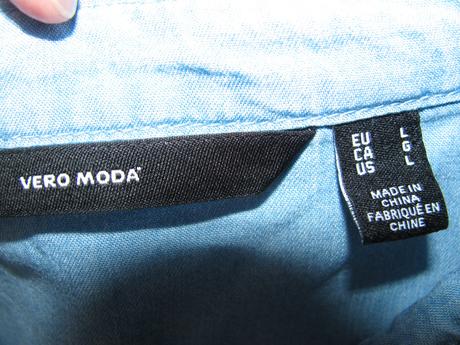 VERO MODA
EU L
CA G
US L
MADE IN
CHINA
FABRIQUÉ EN
CHINE